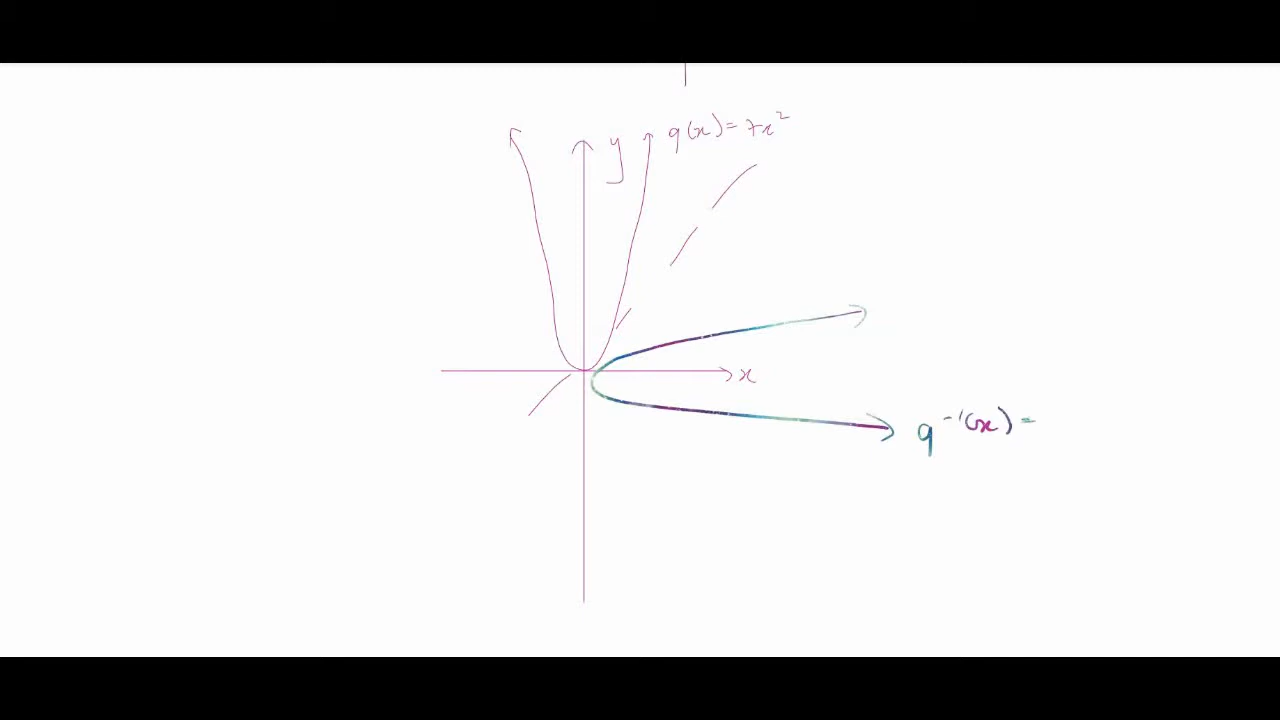 y
q(x) = 7x²
x
q⁻¹(x) =